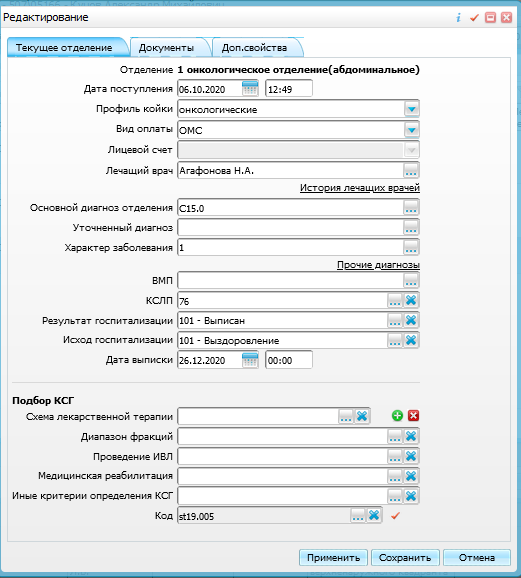 Редактирование
Текущее отделение Документы Доп.свойства
Отделение 1 онкологическое отделение(абдоминальное)
Дата поступления 06.10.2020 12:49
Профиль койки онкологические
Вид оплаты ОМС
Лицевой счет
Лечащий врач Агафонова Н.А.
История лечащих врачей
Основной диагноз отделения C15.0
Уточненный диагноз
Характер заболевания 1
Прочие диагнозы
ВМП
КСЛП 76
Результат госпитализации 101 - Выписан
Исход госпитализации 101 - Выздоровление
Дата выписки 26.12.2020 00:00
Подбор КСГ
Схема лекарственной терапии
Диапазон фракций
Проведение ИВЛ
Медицинская реабилитация
Иные критерии определения КСГ
Код st19.005
Применить Сохранить Отмена